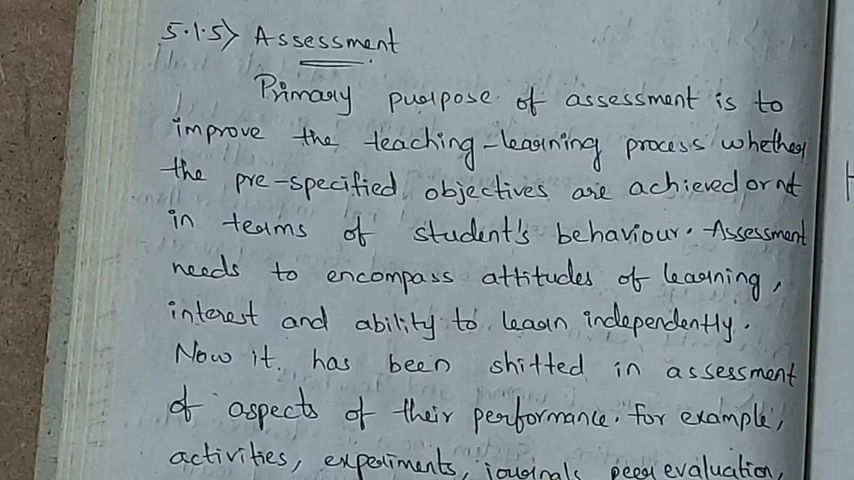 5.1.5> Assessment
Primary purpose of assessment is to
improve the teaching-learning process whether
the pre-specified objectives are achieved or not
in terms of student's behaviour. Assessment
needs to encompass attitudes of learning,
interest and ability to learn independently.
Now it has been shifted in assessment
of aspects of their performance. For example,
activities, experiments, journals peer evaluation,